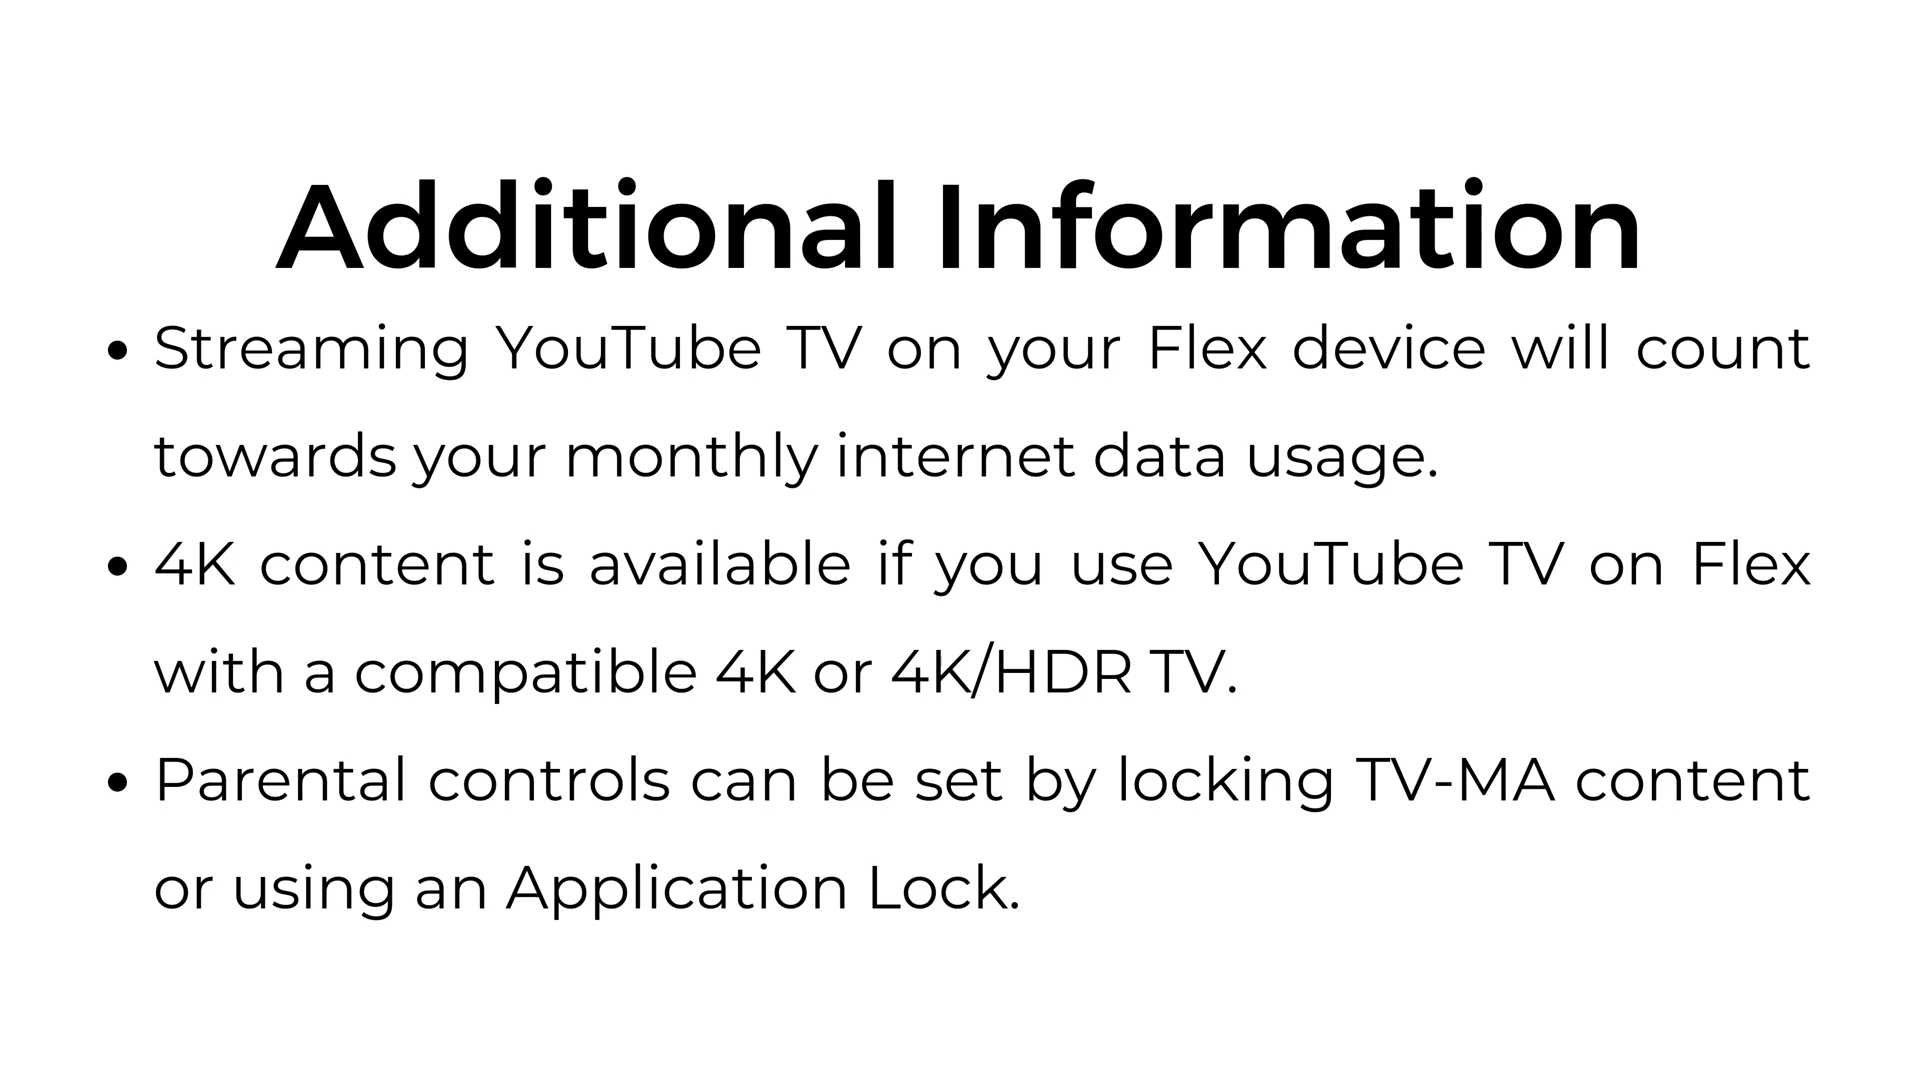 Additional Information
• Streaming YouTube TV on your Flex device will count
towards your monthly internet data usage.
• 4K content is available if you use YouTube TV on Flex
with a compatible 4K or 4K/HDR TV.
• Parental controls can be set by locking TV-MA content
or using an Application Lock.